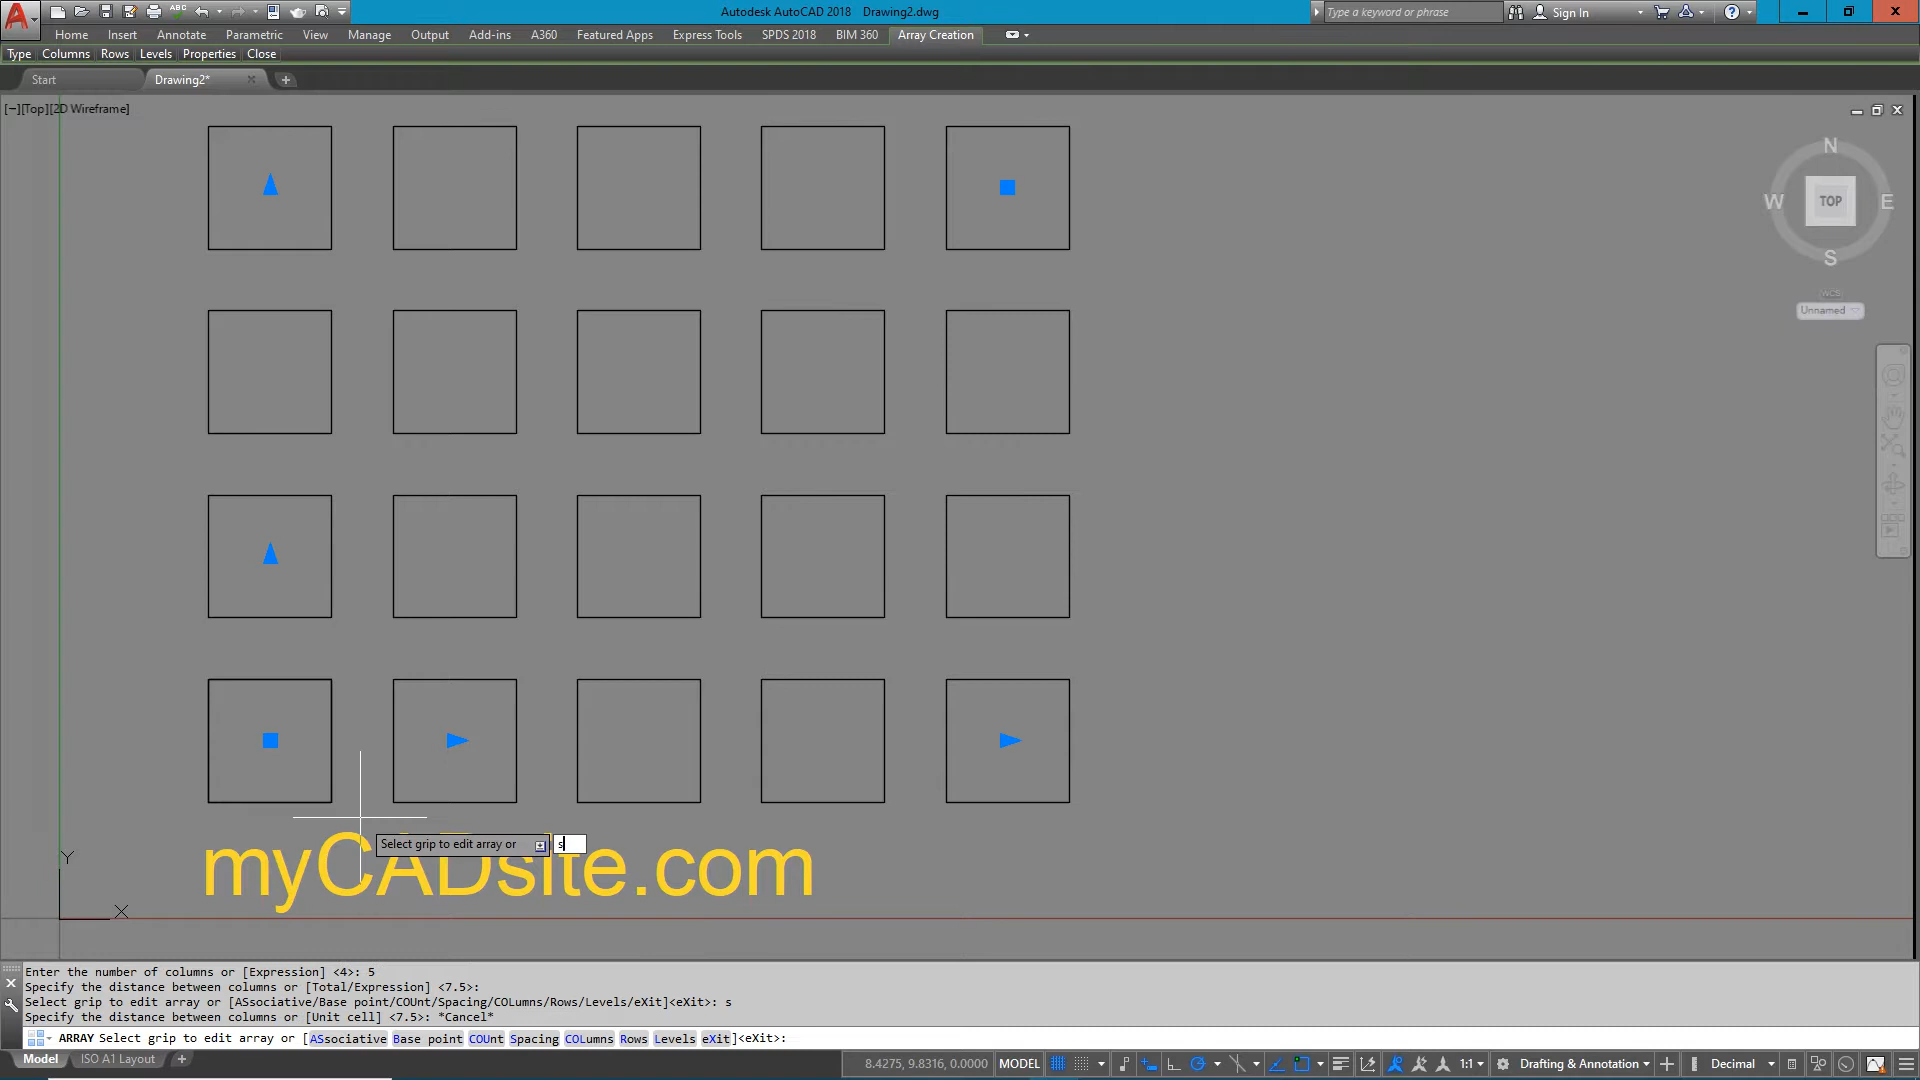 Autodesk AutoCAD 2018 Drawing2.dwg
Type a keyword or phrase
Sign In
Home Insert Annotate Parametric View Manage Output Add-ins A360 Featured Apps Express Tools SPDS 2018 BIM 360 Array Creation
Type Columns Rows Levels Properties Close
Start Drawing2*
[−][Top][2D Wireframe]
N
W TOP E
S
WCS
Unnamed
Select grip to edit array or s
myCADsite.com
Y
X
Enter the number of columns or [Expression] <4>: 5
Specify the distance between columns or [Total/Expression] <7.5>:
Select grip to edit array or [ASsociative/Base point/COUnt/Spacing/COLumns/Rows/Levels/eXit]<eXit>: s
Specify the distance between columns or [Unit cell] <7.5>: *Cancel*
ARRAY Select grip to edit array or [ASsociative Base point COUnt Spacing COLumns Rows Levels eXit]<eXit>:
Model ISO A1 Layout
8.4275, 9.8316, 0.0000 MODEL 1:1 Drafting & Annotation Decimal